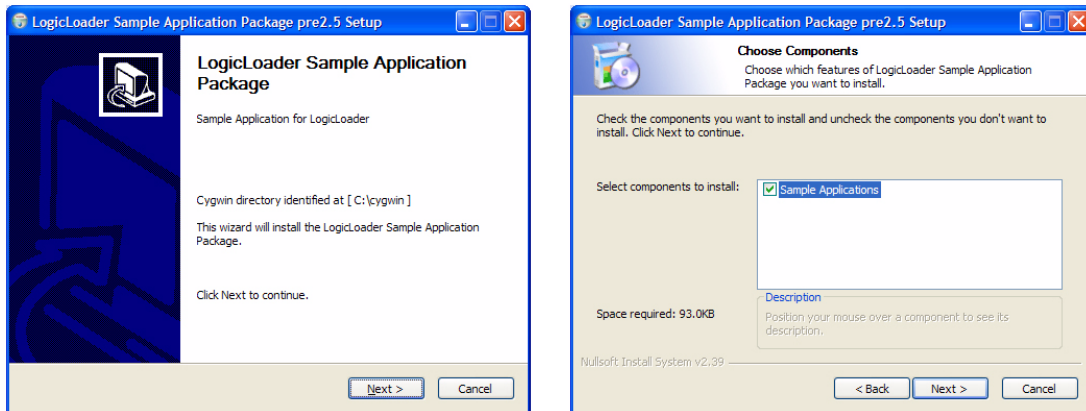 LogicLoader Sample Application Package pre2.5 Setup
LogicLoader Sample Application
Package
Sample Application for LogicLoader
Cygwin directory identified at [ C:\cygwin ]
This wizard will install the LogicLoader Sample Application
Package.
Click Next to continue.
Next >
Cancel
LogicLoader Sample Application Package pre2.5 Setup
Choose Components
Choose which features of LogicLoader Sample Application
Package you want to install.
Check the components you want to install and uncheck the components you don't want to
install. Click Next to continue.
Select components to install:
Sample Applications
Space required: 93.0KB
Description
Position your mouse over a component to see its
description.
Nullsoft Install System v2.39
< Back
Next >
Cancel